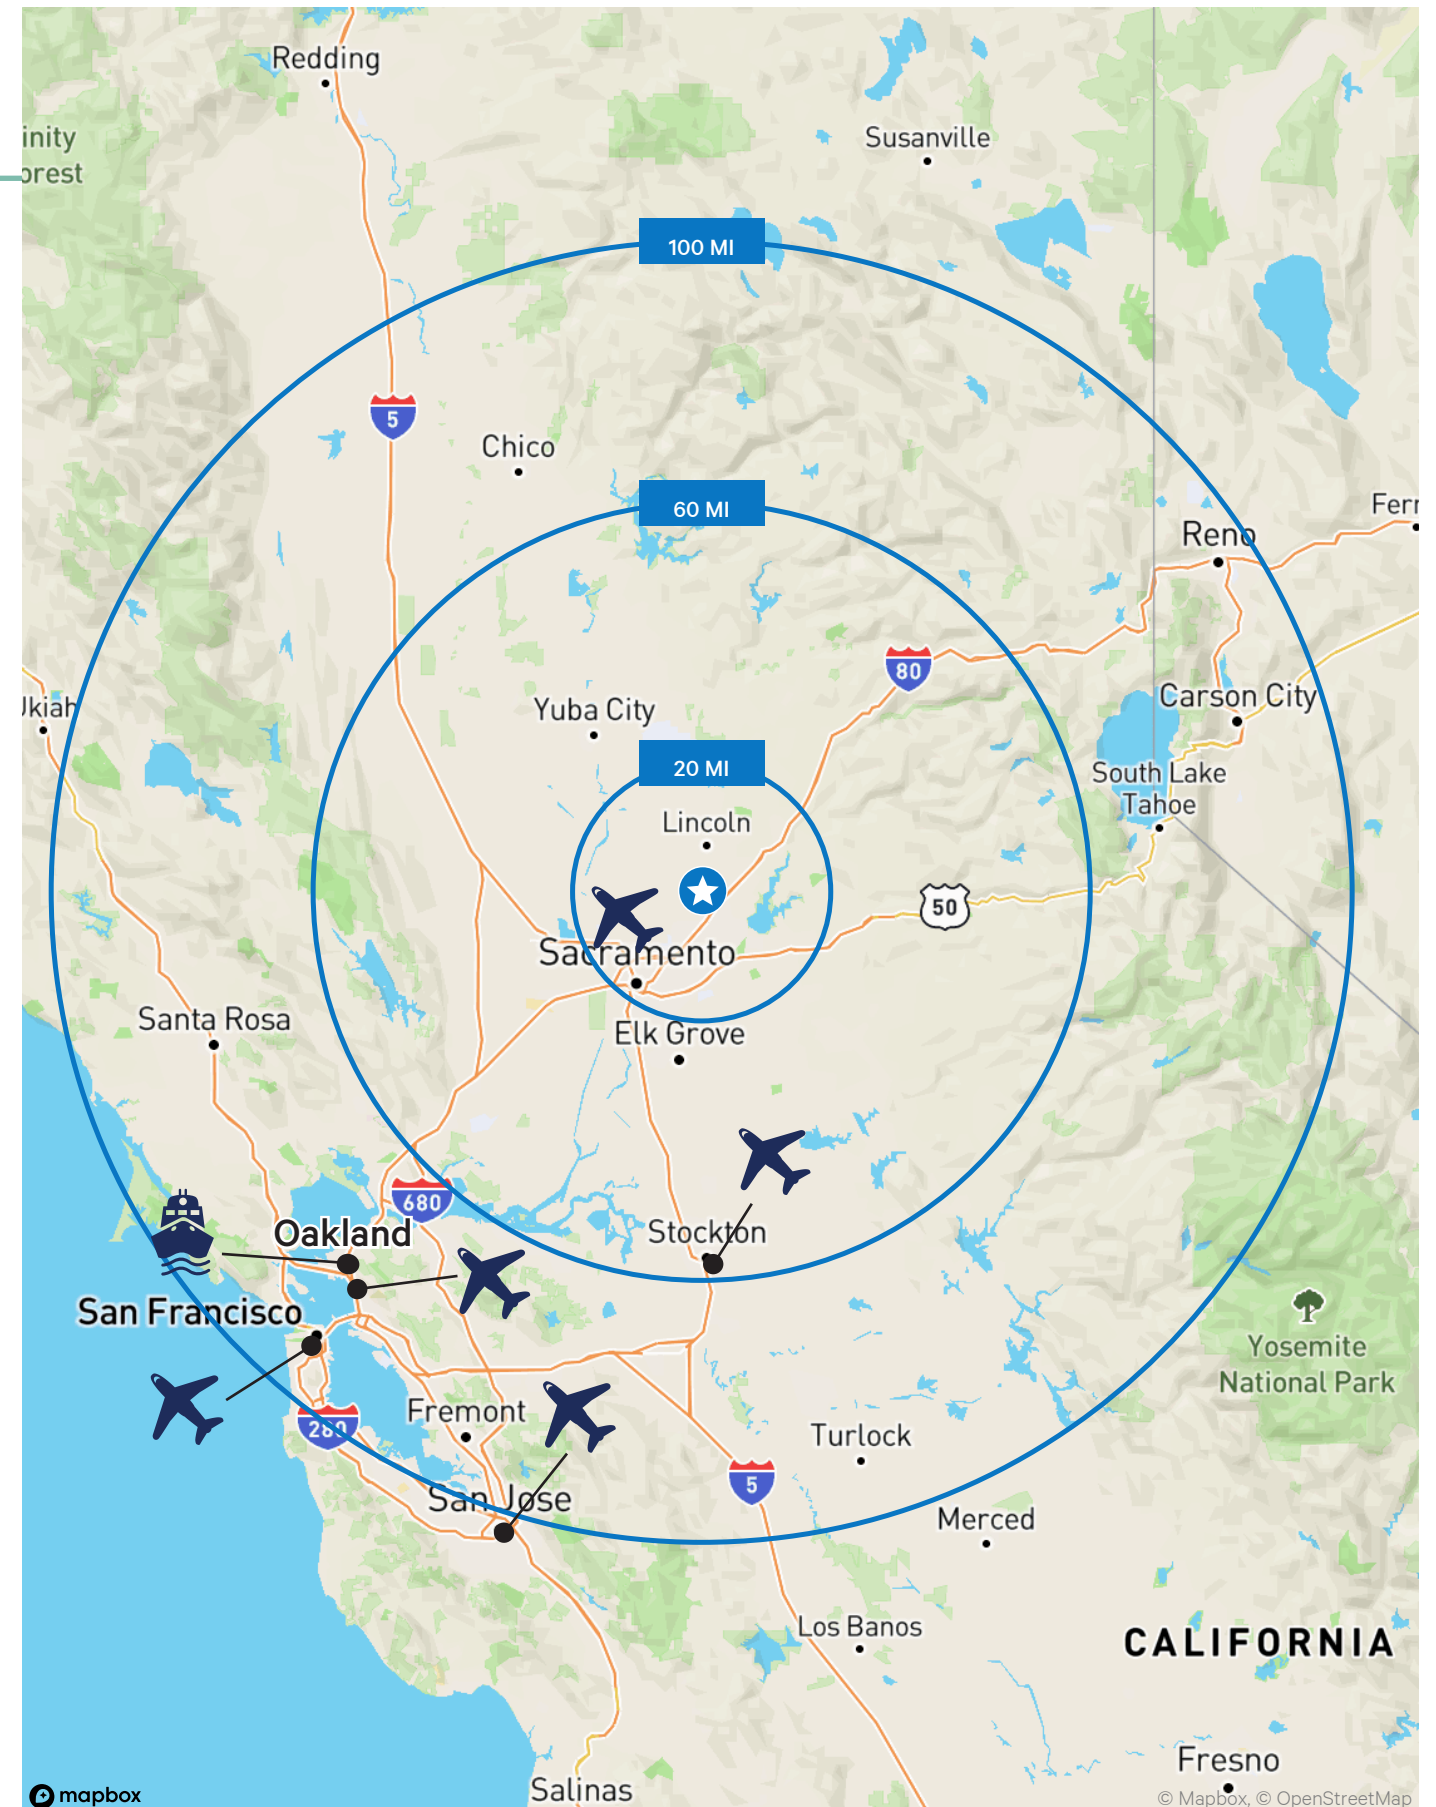 Redding
inity
orest
Susanville
100 MI
5
Chico
60 MI
Ferr
Reno
80
Carson City
Ukiah
Yuba City
20 MI
South Lake
Tahoe
Lincoln
50
Sacramento
Santa Rosa
Elk Grove
680
Oakland
Stockton
San Francisco
Yosemite
National Park
280
Fremont
Turlock
5
San Jose
Merced
Los Banos
CALIFORNIA
Fresno
Salinas
mapbox
© Mapbox, © OpenStreetMap